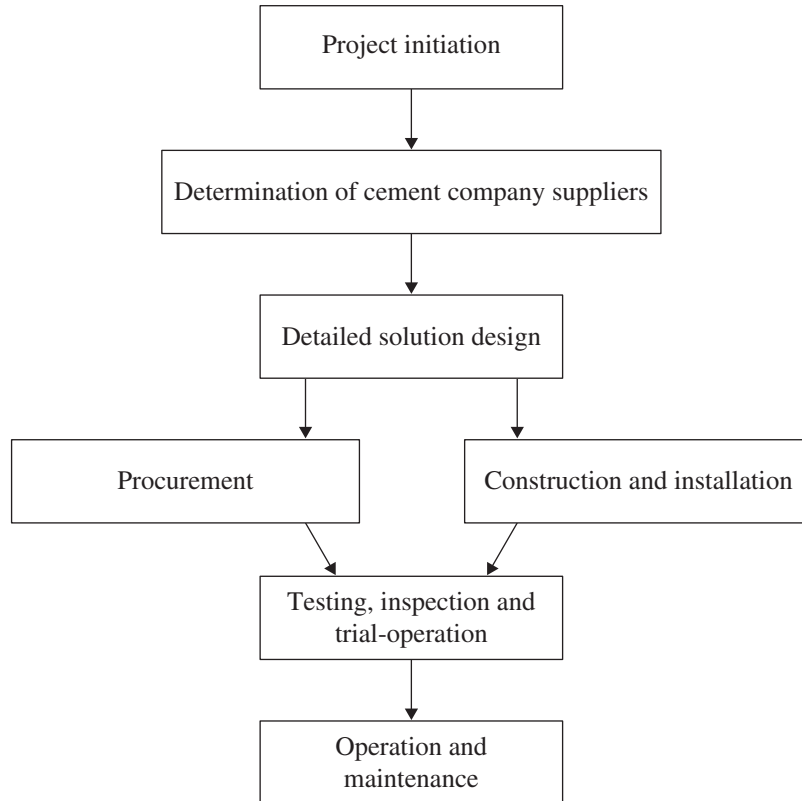 Project initiation
Determination of cement company suppliers
Detailed solution design
Procurement
Construction and installation
Testing, inspection and
trial-operation
Operation and
maintenance